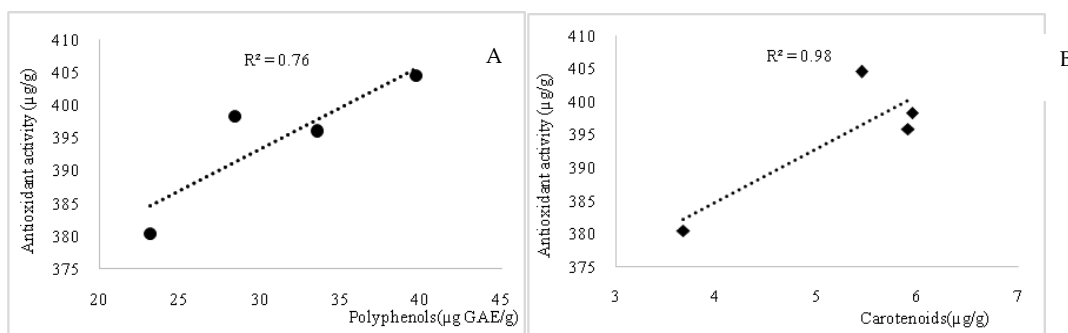 A
R² = 0.76
Antioxidant activity (µg/g)
410
405
400
395
390
385
380
375
20 25 30 35 40 45
Polyphenols(µg GAE/g)
B
R² = 0.98
Antioxidant activity (µg/g)
410
405
400
395
390
385
380
375
3 4 5 6 7
Carotenoids(µg/g)